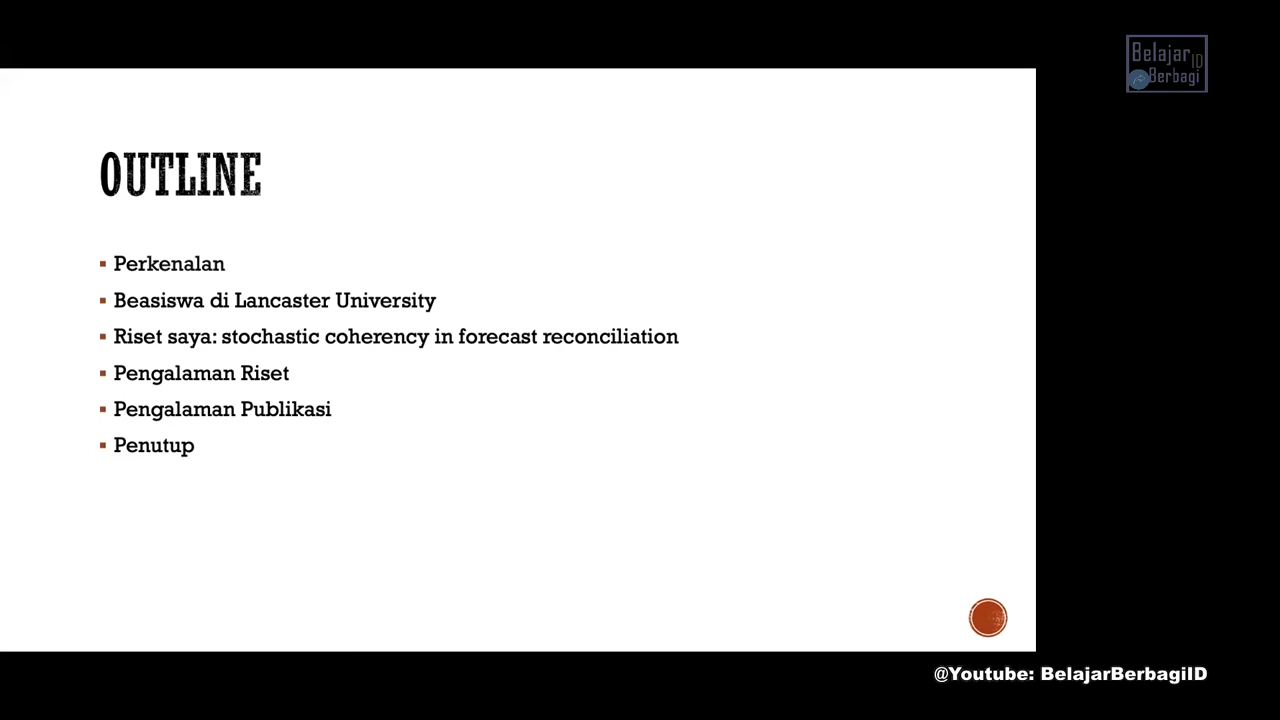 Belajar
ID
Berbagi
OUTLINE
Perkenalan
Beasiswa di Lancaster University
Riset saya: stochastic coherency in forecast reconciliation
Pengalaman Riset
Pengalaman Publikasi
Penutup
@Youtube: BelajarBerbagiID